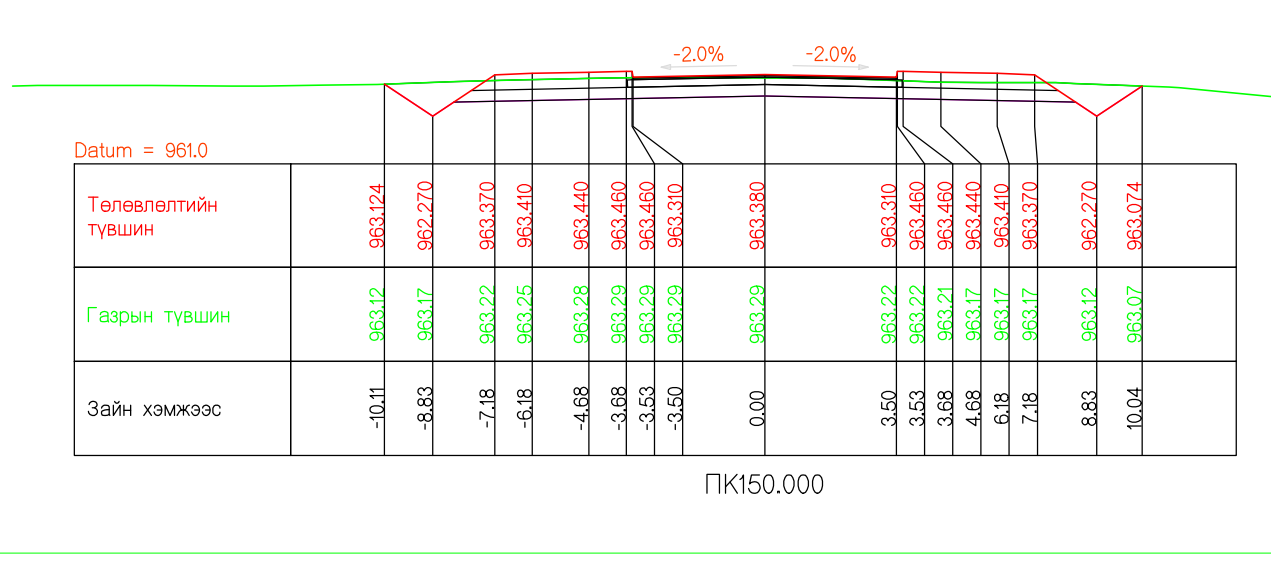 -2.0% -2.0%
Datum = 961.0
Төлөвлөлтийн
түвшин
963.124 962.270 963.370 963.410 963.440 963.460 963.460 963.310 963.380 963.310 963.460 963.460 963.440 963.410 963.370 962.270 963.074
Газрын түвшин
963.12 963.17 963.22 963.25 963.28 963.29 963.29 963.29 963.29 963.22 963.22 963.21 963.17 963.17 963.17 963.12 963.07
Зайн хэмжээс
-10.11 -8.83 -7.18 -6.18 -4.68 -3.68 -3.53 -3.50 0.00 3.50 3.53 3.68 4.68 6.18 7.18 8.83 10.04
ПК150.000